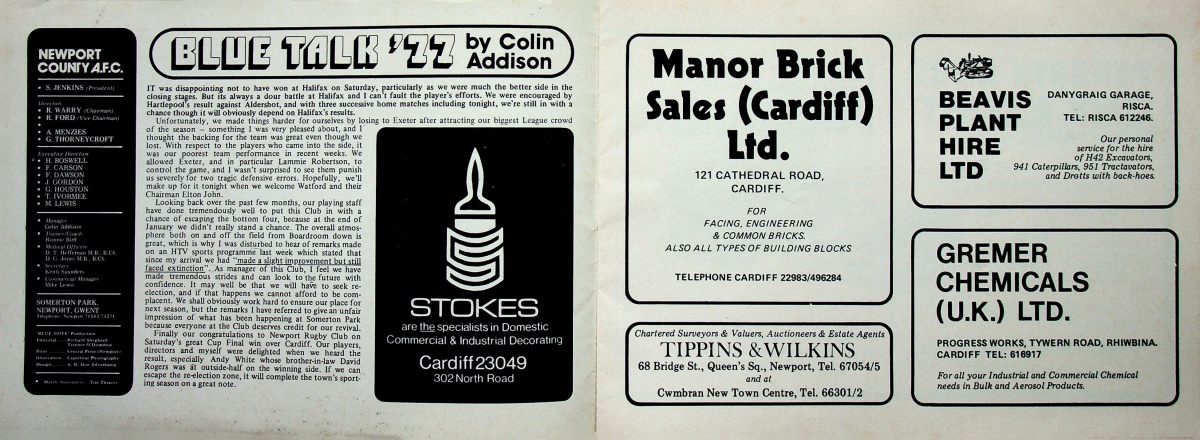 NEWPORT
COUNTY A.F.C.
S. JENKINS (President)
Directors
R. WARRY (Chairman)
R. FORD (Vice Chairman)
A. MENZIES
G. THORNEYCROFT
Executive Directors
H. BOSWELL
F. CARSON
F. DAWSON
J. GORDON
G. HOUSTON
T. IVORMEE
M. LEWIS
Manager
Colin Addison
Trainer/Coach
Ronnie Bird
Medical Officers
D. T. Heffernan M.B., B.Ch.
D. G. Jones M.B., B.Ch.
Secretary
Keith Saunders
Commercial Manager
Mike Lewis
SOMERTON PARK,
NEWPORT, GWENT
Telephone: Newport 71543/71271
'BLUE NOTE' Production
Editorial . . . Richard Shepherd
Terence O'Donohoe
Print . . . Central Press (Newport)
Design . . . A. & R. Dee Advertising
BLUE TALK '77 by Colin
Addison
IT was disappointing not to have won at Halifax on Saturday, particularly as we were much the better side in the
closing stages. But its always a dour battle at Halifax and I can't fault the player's efforts. We were encouraged by
Hartlepool's result against Aldershot, and with three successive home matches including tonight, we're still in with a
chance though it will obviously depend on Halifax's results.
Unfortunately, we made things harder for ourselves by losing to Exeter after attracting our biggest League crowd
of the season – something I was very pleased about, and I
thought the backing for the team was great even though we
lost. With respect to the players who came into the side, it
was our poorest team performance in recent weeks. We
allowed Exeter, and in particular Lammie Robertson, to
control the game, and I wasn't surprised to see them punish
us severely for two tragic defensive errors. Hopefully, we'll
make up for it tonight when we welcome Watford and their
Chairman Elton John.
Looking back over the past few months, our playing staff
have done tremendously well to put this Club in with a
chance of escaping the bottom four, because at the end of
January we didn't really stand a chance. The overall atmos-
phere both on and off the field from Boardroom down is
great, which is why I was disturbed to hear of remarks made
on an HTV sports programme last week which stated that
since my arrival we had "made a slight improvement but still
faced extinction". As manager of this Club, I feel we have
made tremendous strides and can look to the future with
confidence. It may well be that we will have to seek re-
election, and if that happens we cannot afford to be com-
placent. We shall obviously work hard to ensure our place for
next season, but the remarks I have referred to give an unfair
impression of what has been happening at Somerton Park
because everyone at the Club deserves credit for our revival.
Finally our congratulations to Newport Rugby Club on
Saturday's great Cup Final win over Cardiff. Our players,
directors and myself were delighted when we heard the
result, especially Andy White whose brother-in-law David
Rogers was at outside-half on the winning side. If we can
escape the re-election zone, it will complete the town's sport-
ing season on a great note.
STOKES
are the specialists in Domestic
Commercial & Industrial Decorating
Cardiff 23049
302 North Road
Manor Brick
Sales (Cardiff)
Ltd.
121 CATHEDRAL ROAD,
CARDIFF.
FOR
FACING, ENGINEERING
& COMMON BRICKS.
ALSO ALL TYPES OF BUILDING BLOCKS
TELEPHONE CARDIFF 22983/496284
Chartered Surveyors & Valuers, Auctioneers & Estate Agents
TIPPINS & WILKINS
68 Bridge St., Queen's Sq., Newport, Tel. 67054/5
and at
Cwmbran New Town Centre, Tel. 66301/2
BEAVIS
PLANT
HIRE
LTD
DANYGRAIG GARAGE,
RISCA.
TEL: RISCA 612246.
Our personal
service for the hire
of H42 Excavators,
941 Caterpillars, 951 Tractavators,
and Drotts with back-hoes.
GREMER
CHEMICALS
(U.K.) LTD.
PROGRESS WORKS, TYWERN ROAD, RHIWBINA.
CARDIFF TEL: 616917
For all your Industrial and Commercial Chemical
needs in Bulk and Aerosol Products.